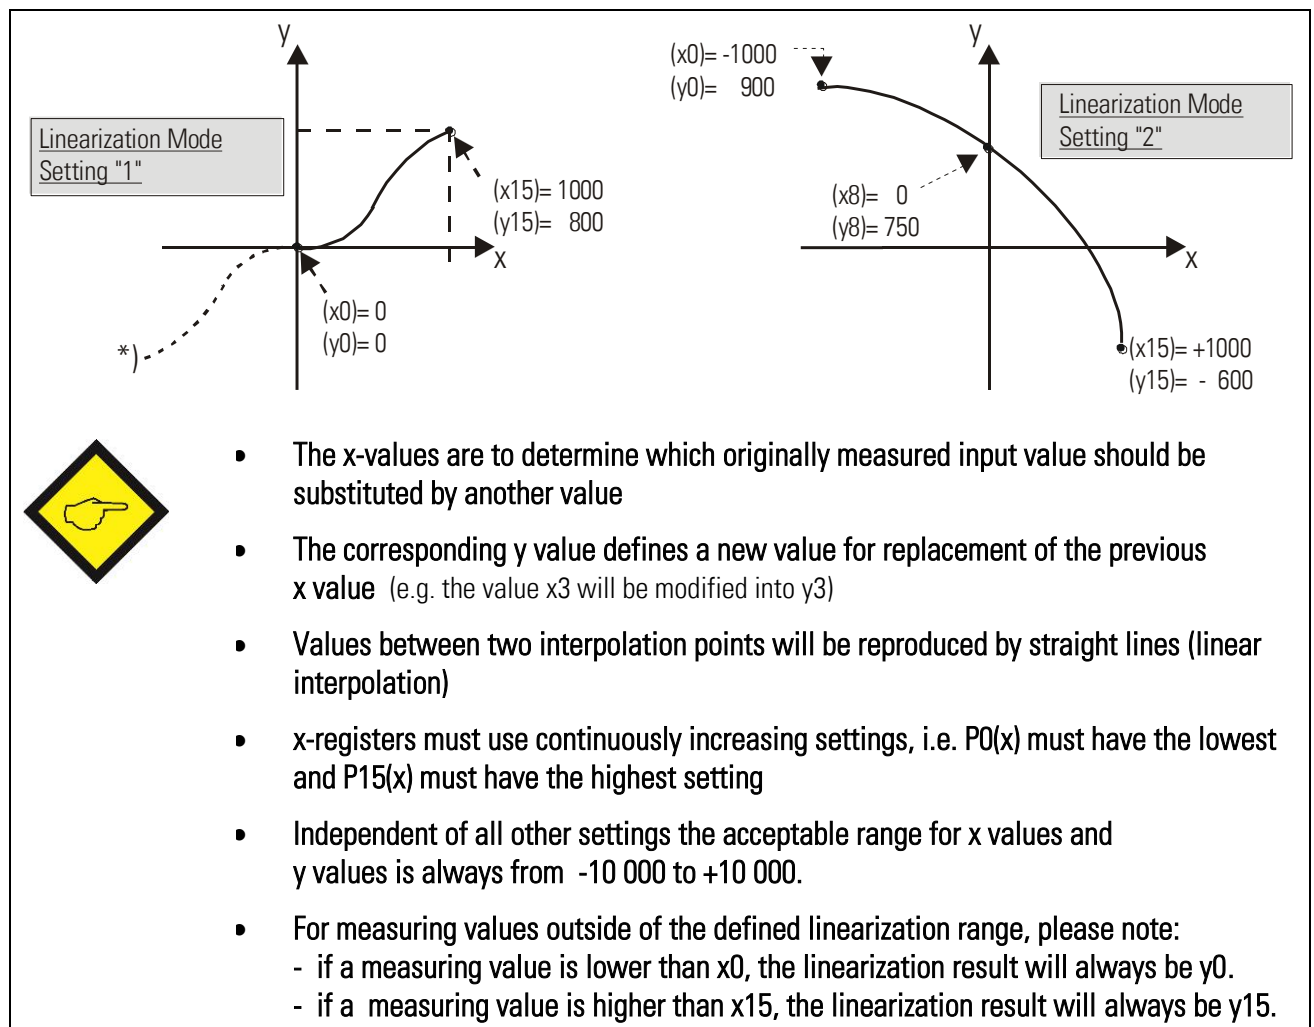 y
Linearization Mode
Setting "1"
(x15)= 1000
(y15)= 800
x
(x0)= 0
(y0)= 0
*)
(x0)= -1000
(y0)= 900
y
Linearization Mode
Setting "2"
(x8)= 0
(y8)= 750
x
(x15)= +1000
(y15)= - 600
• The x-values are to determine which originally measured input value should be
substituted by another value
• The corresponding y value defines a new value for replacement of the previous
x value (e.g. the value x3 will be modified into y3)
• Values between two interpolation points will be reproduced by straight lines (linear
interpolation)
• x-registers must use continuously increasing settings, i.e. P0(x) must have the lowest
and P15(x) must have the highest setting
• Independent of all other settings the acceptable range for x values and
y values is always from -10 000 to +10 000.
• For measuring values outside of the defined linearization range, please note:
- if a measuring value is lower than x0, the linearization result will always be y0.
- if a measuring value is higher than x15, the linearization result will always be y15.